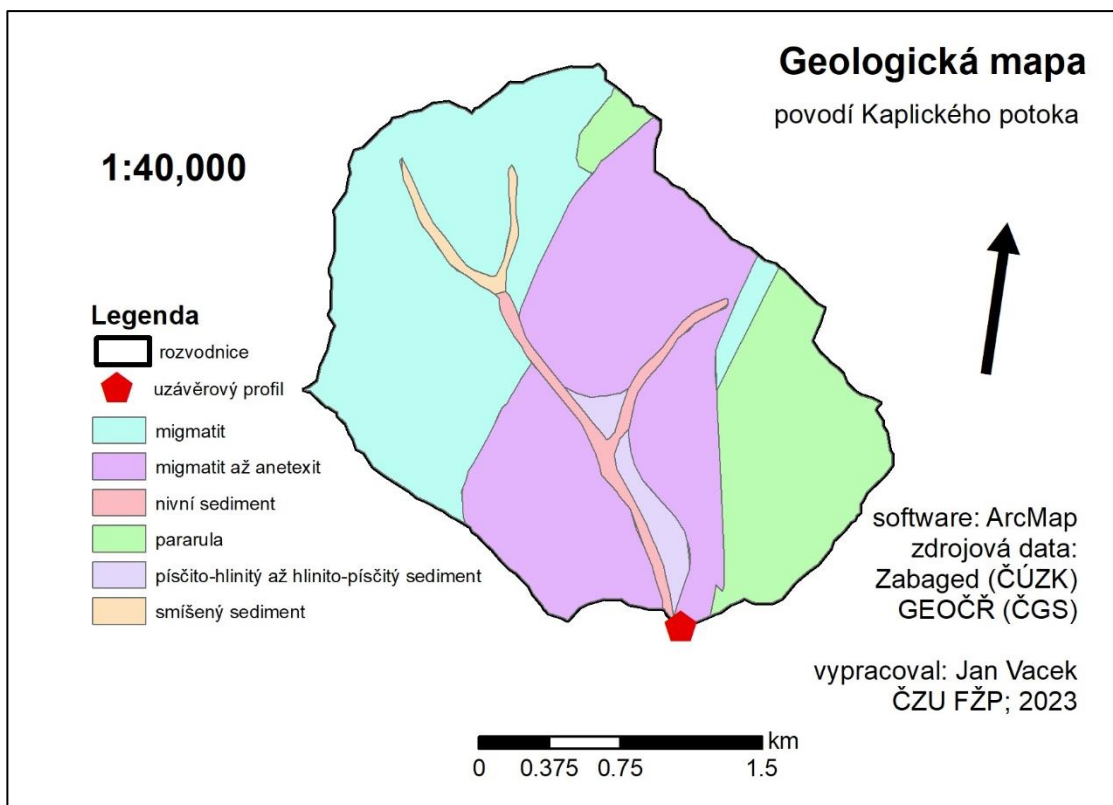 Geologická mapa
povodí Kaplického potoka
1:40,000
Legenda
rozvodnice
uzávěrový profil
migmatit
migmatit až anetexit
nivní sediment
pararula
písčito-hlinitý až hlinito-písčitý sediment
smíšený sediment
software: ArcMap
zdrojová data:
Zabaged (ČÚZK)
GEOČŘ (ČGS)
vypracoval: Jan Vacek
ČZU FŽP; 2023
km
0 0.375 0.75 1.5